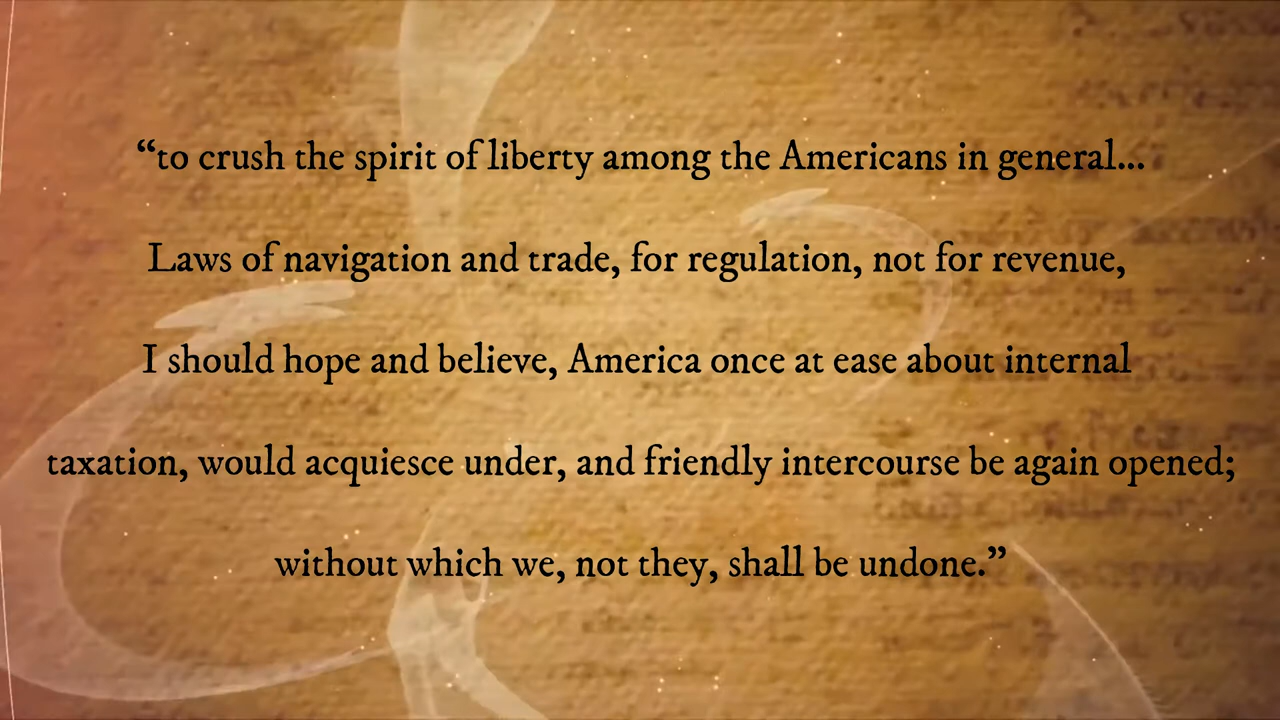 “to crush the spirit of liberty among the Americans in general...
Laws of navigation and trade, for regulation, not for revenue,
I should hope and believe, America once at ease about internal
taxation, would acquiesce under, and friendly intercourse be again opened;
without which we, not they, shall be undone.”